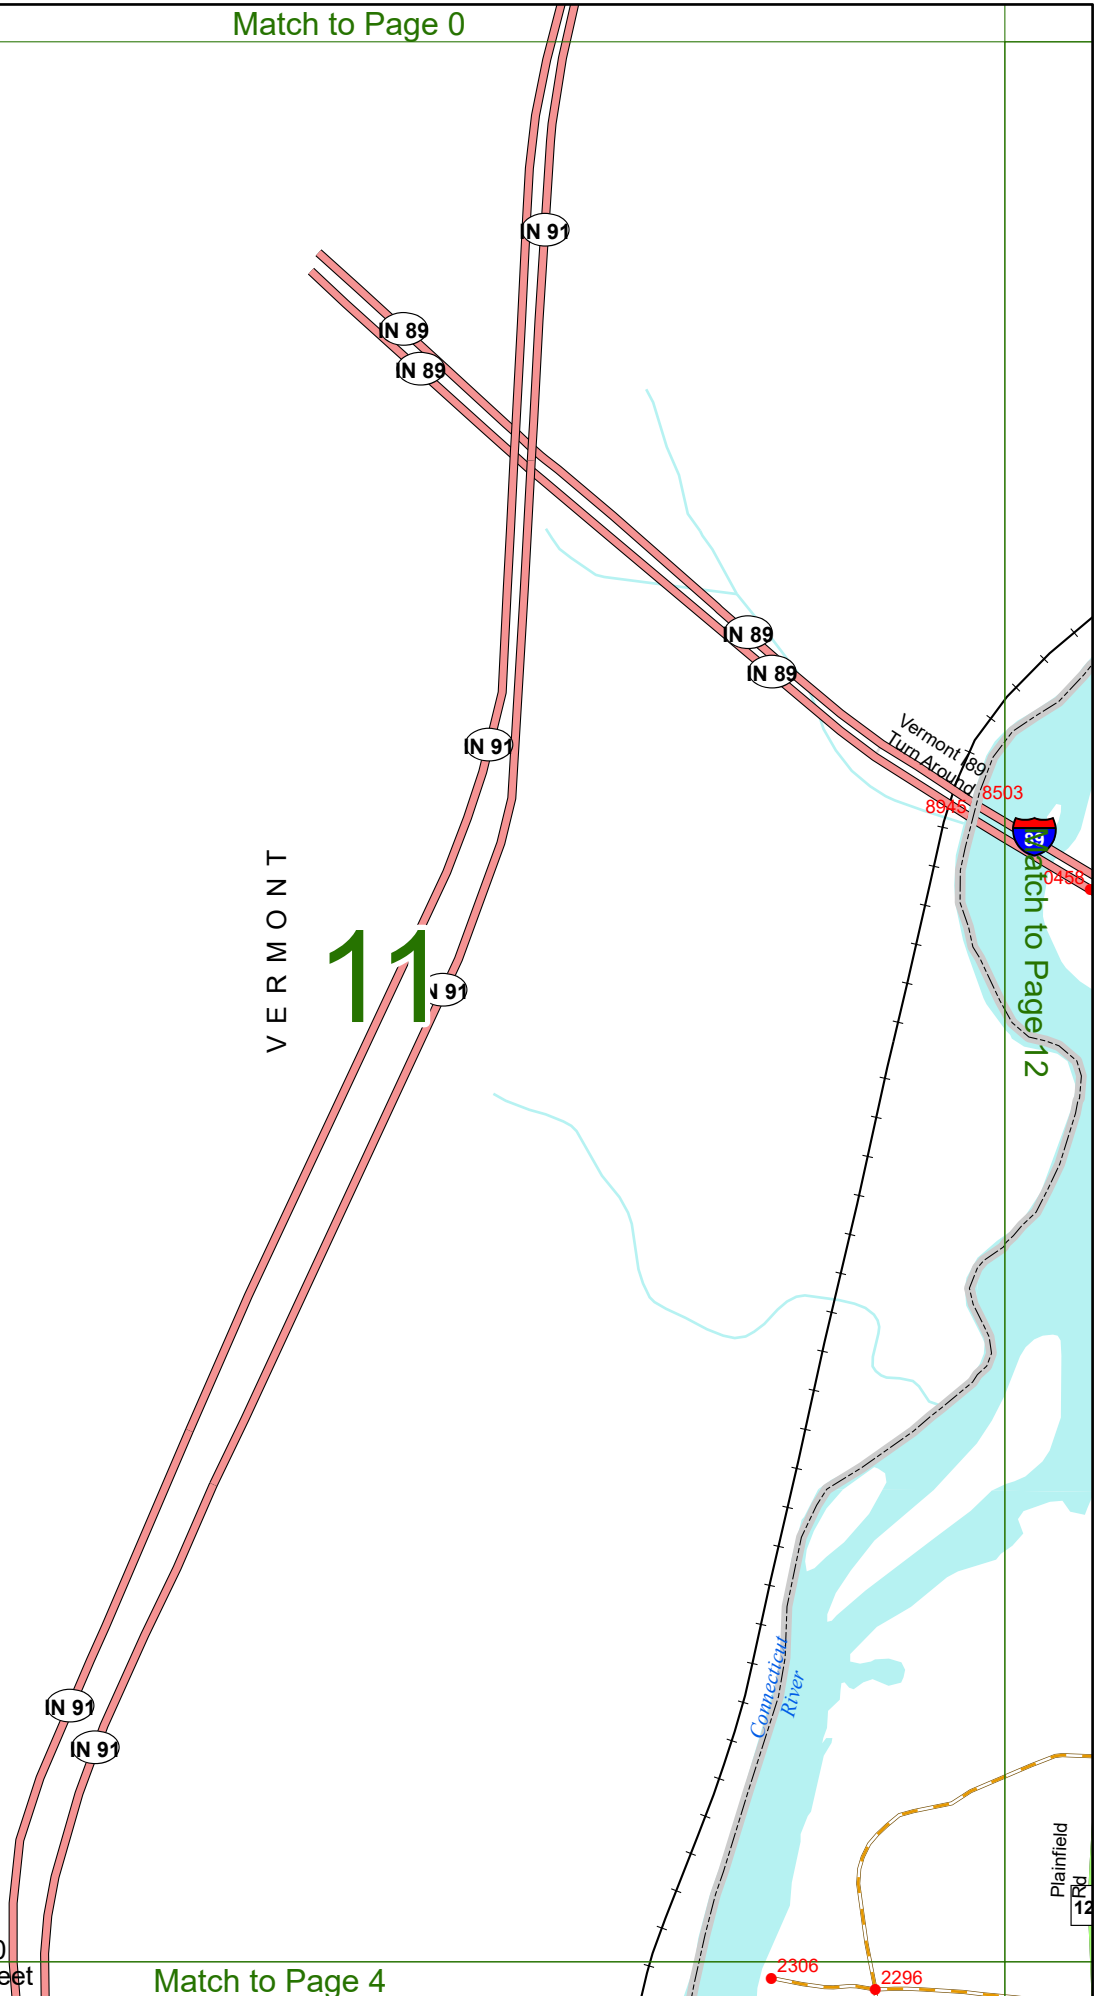 Match to Page 0
IN 91
IN 89
IN 89
IN 89
IN 89
Vermont I89
Turn Around
IN 91
8503
8945
89
0458
Match to Page 12
VERMONT
11
N 91
Connecticut
River
IN 91
IN 91
Plainfield
Rd
12
0
eet
Match to Page 4
2306
2296